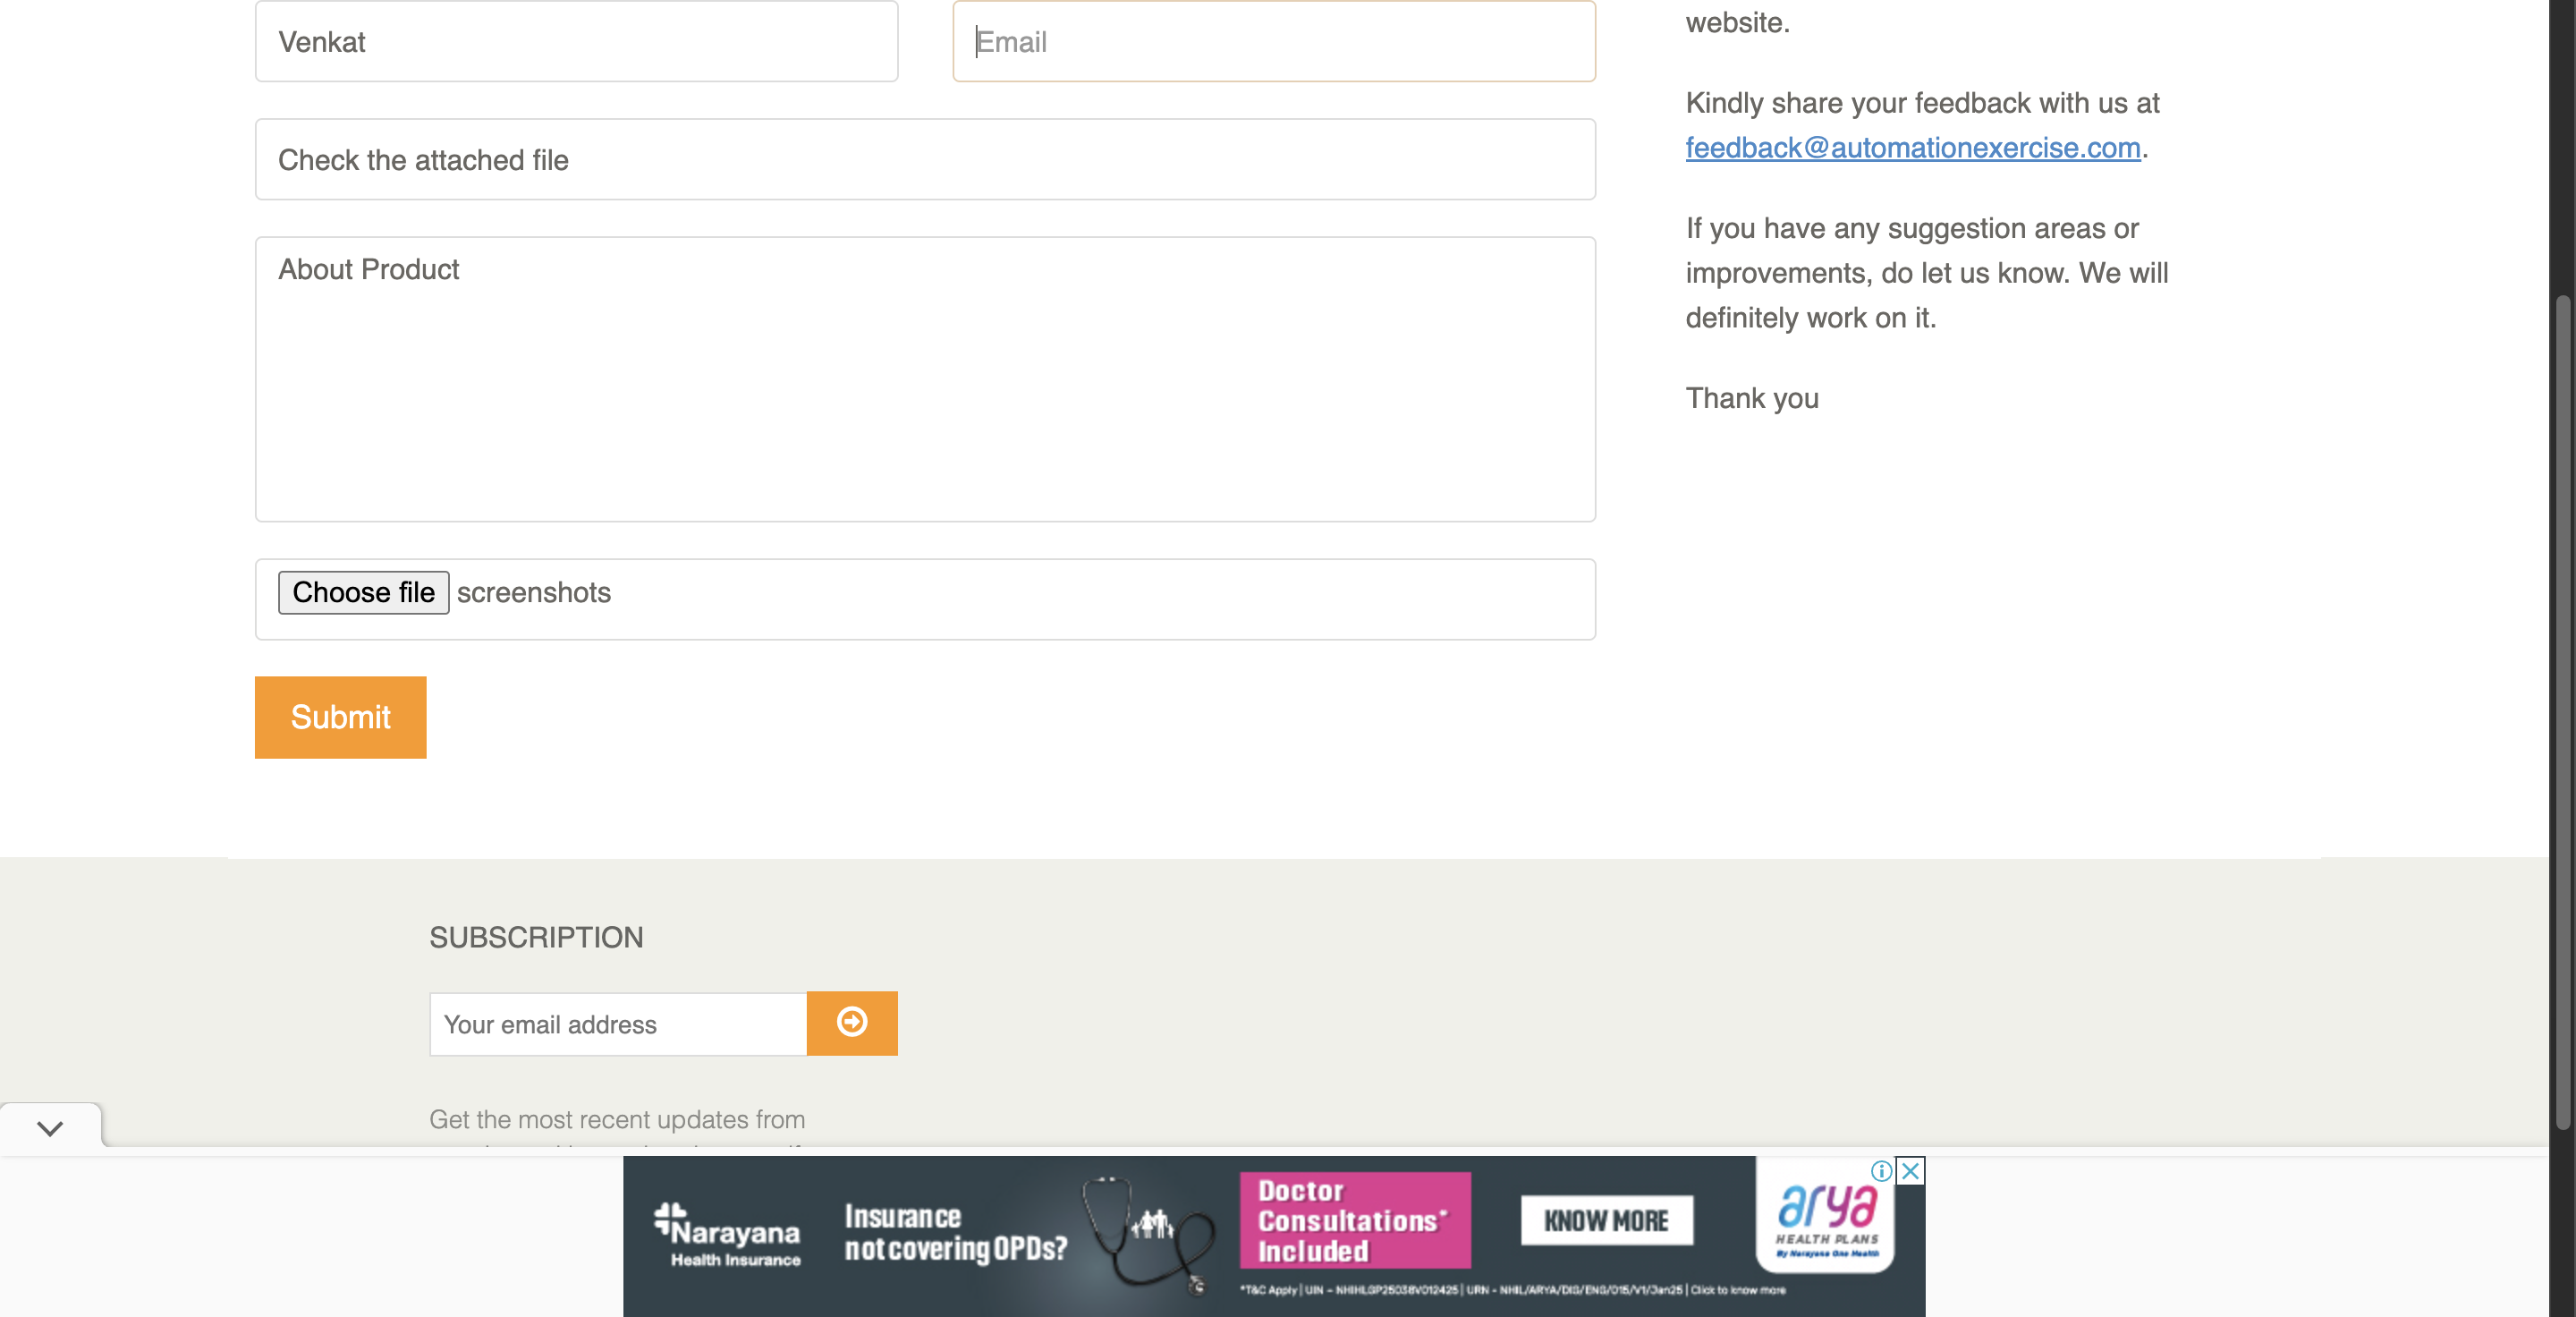 Venkat
Email
Check the attached file
About Product
Choose file screenshots
Submit
website.
Kindly share your feedback with us at
feedback@automationexercise.com.
If you have any suggestion areas or
improvements, do let us know. We will
definitely work on it.
Thank you
SUBSCRIPTION
Your email address
Get the most recent updates from
Narayana
Health Insurance
Insurance
not covering OPDs?
Doctor
Consultations*
Included
KNOW MORE
arya
HEALTH PLANS
By Narayana One Health
*T&C Apply | UIN - NHIHLGP25038V012425 | URN - NHIL/ARYA/DIG/ENG/015/V1/Jan25 | Click to know more